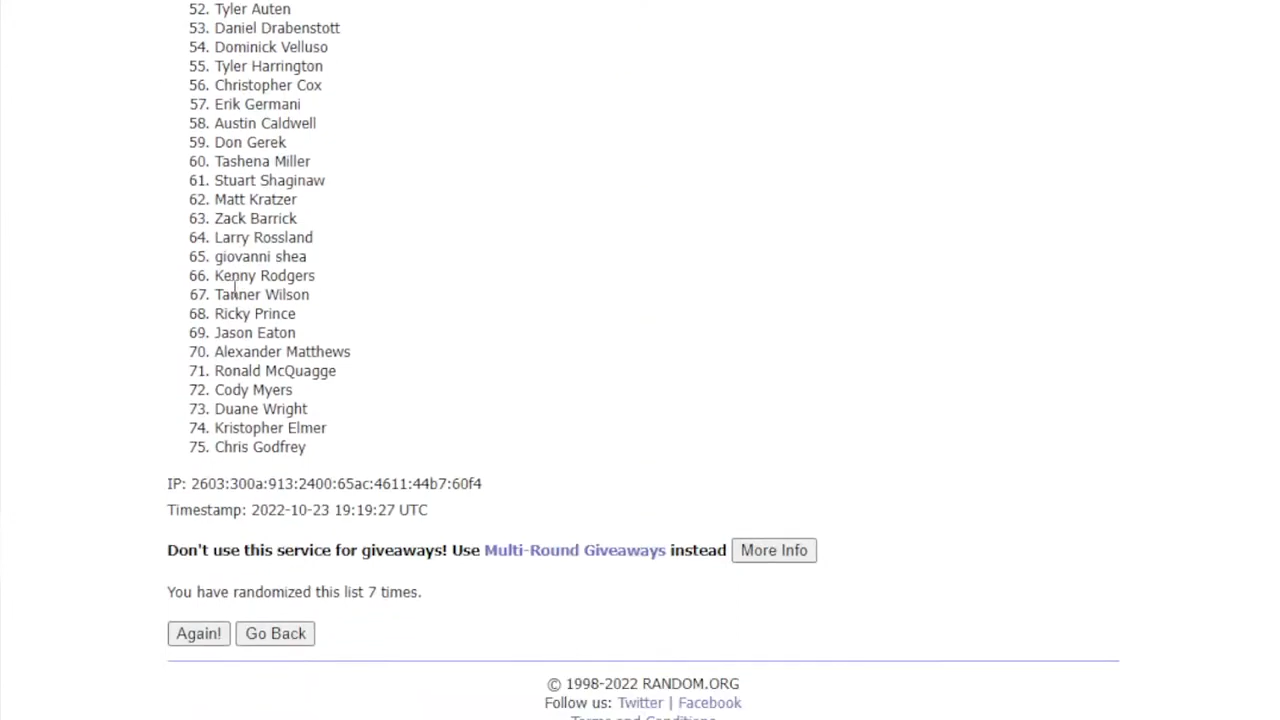 52. Tyler Auten
53. Daniel Drabenstott
54. Dominick Velluso
55. Tyler Harrington
56. Christopher Cox
57. Erik Germani
58. Austin Caldwell
59. Don Gerek
60. Tashena Miller
61. Stuart Shaginaw
62. Matt Kratzer
63. Zack Barrick
64. Larry Rossland
65. giovanni shea
66. Kenny Rodgers
67. Tanner Wilson
68. Ricky Prince
69. Jason Eaton
70. Alexander Matthews
71. Ronald McQuagge
72. Cody Myers
73. Duane Wright
74. Kristopher Elmer
75. Chris Godfrey
IP: 2603:300a:913:2400:65ac:4611:44b7:60f4
Timestamp: 2022-10-23 19:19:27 UTC
Don't use this service for giveaways! Use Multi-Round Giveaways instead More Info
You have randomized this list 7 times.
Again! Go Back
© 1998-2022 RANDOM.ORG
Follow us: Twitter | Facebook
Terms and Conditions